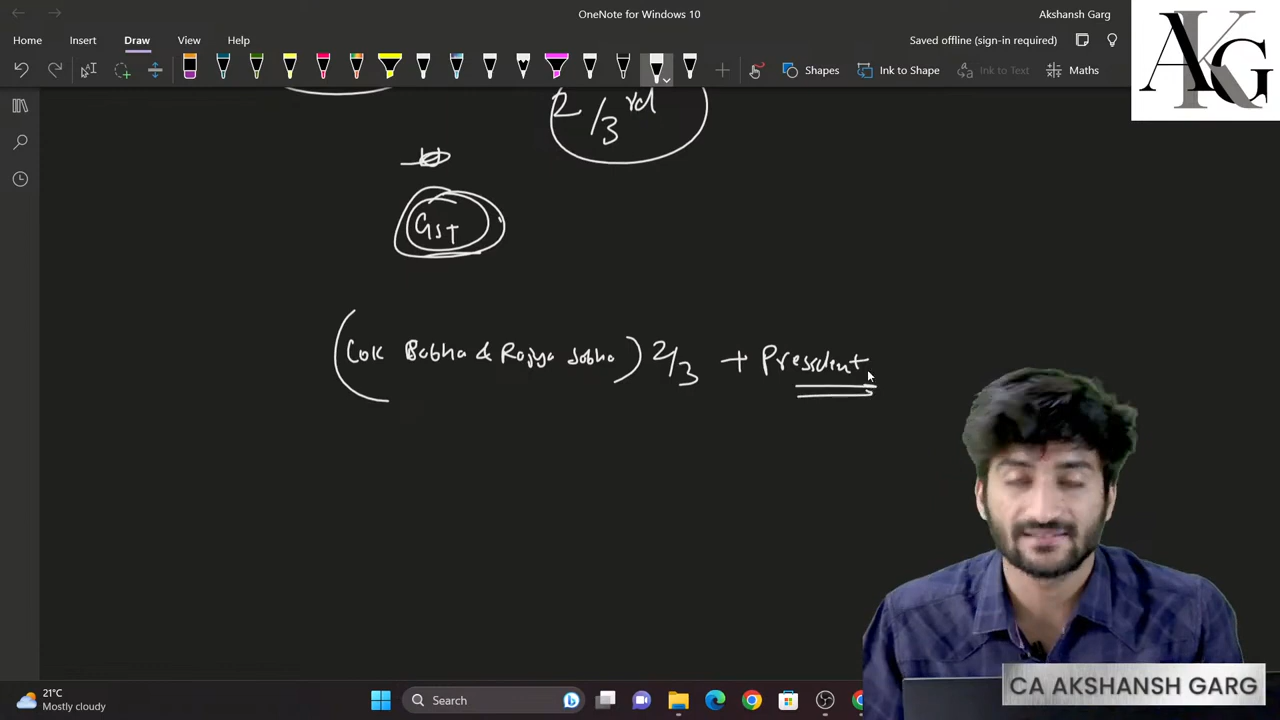 OneNote for Windows 10
Akshansh Garg
Home Insert Draw View Help
Saved offline (sign-in required)
Shapes Ink to Shape Ink to Text Maths
AKG
2/3rd
GST
(Lok Sabha & Rajya Sabha) 2/3 + President
CA AKSHANSH GARG
21°C
Mostly cloudy
Search